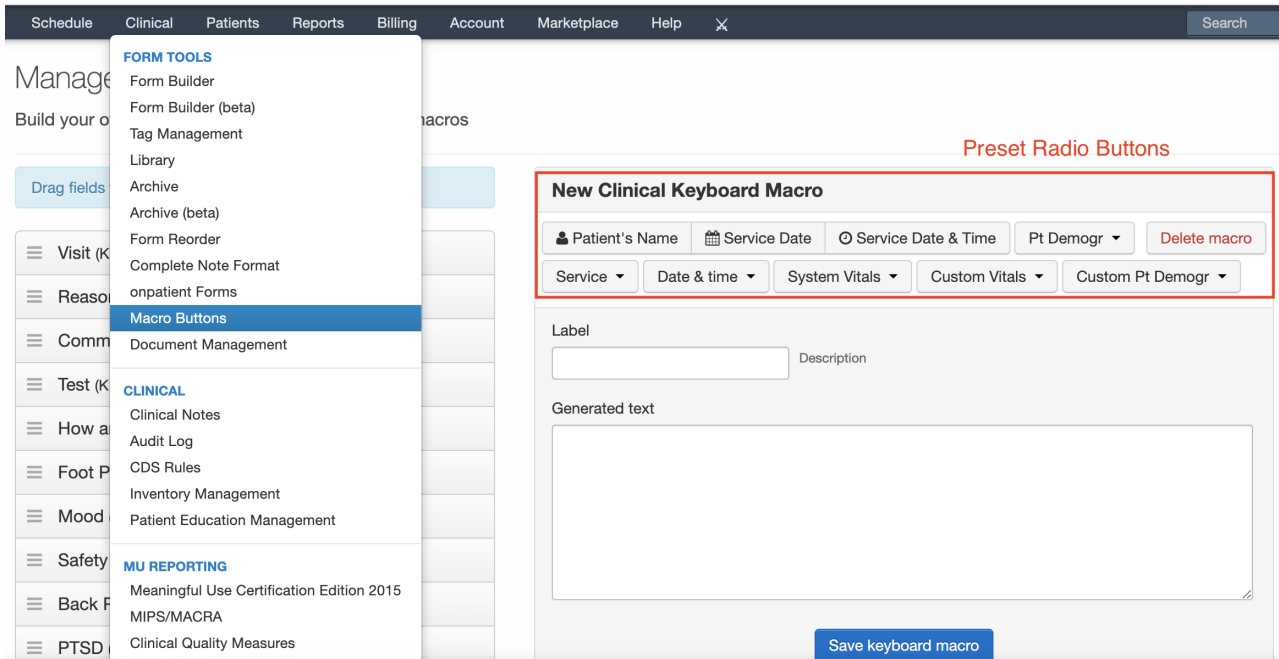 Schedule Clinical Patients Reports Billing Account Marketplace Help Search
Manage
Build your o
nacros
Drag fields
Visit (K
Reason
Comm
Test (K
How a
Foot P
Mood
Safety
Back P
PTSD
FORM TOOLS
Form Builder
Form Builder (beta)
Tag Management
Library
Archive
Archive (beta)
Form Reorder
Complete Note Format
onpatient Forms
Macro Buttons
Document Management
CLINICAL
Clinical Notes
Audit Log
CDS Rules
Inventory Management
Patient Education Management
MU REPORTING
Meaningful Use Certification Edition 2015
MIPS/MACRA
Clinical Quality Measures
Preset Radio Buttons
New Clinical Keyboard Macro
Patient's Name Service Date Service Date & Time Pt Demogr Delete macro
Service Date & time System Vitals Custom Vitals Custom Pt Demogr
Label
Description
Generated text
Save keyboard macro